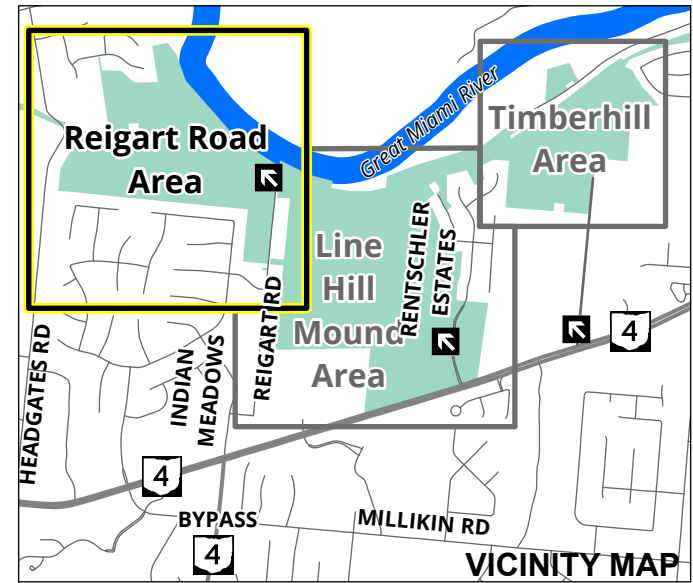 Great Miami River
Timberhill
Area
Reigart Road
Area
Line
Hill
Mound
Area
RENTSCHLER
ESTATES
REIGART RD
4
HEADGATES RD
INDIAN
MEADOWS
4
BYPASS
4
MILLIKIN RD
VICINITY MAP